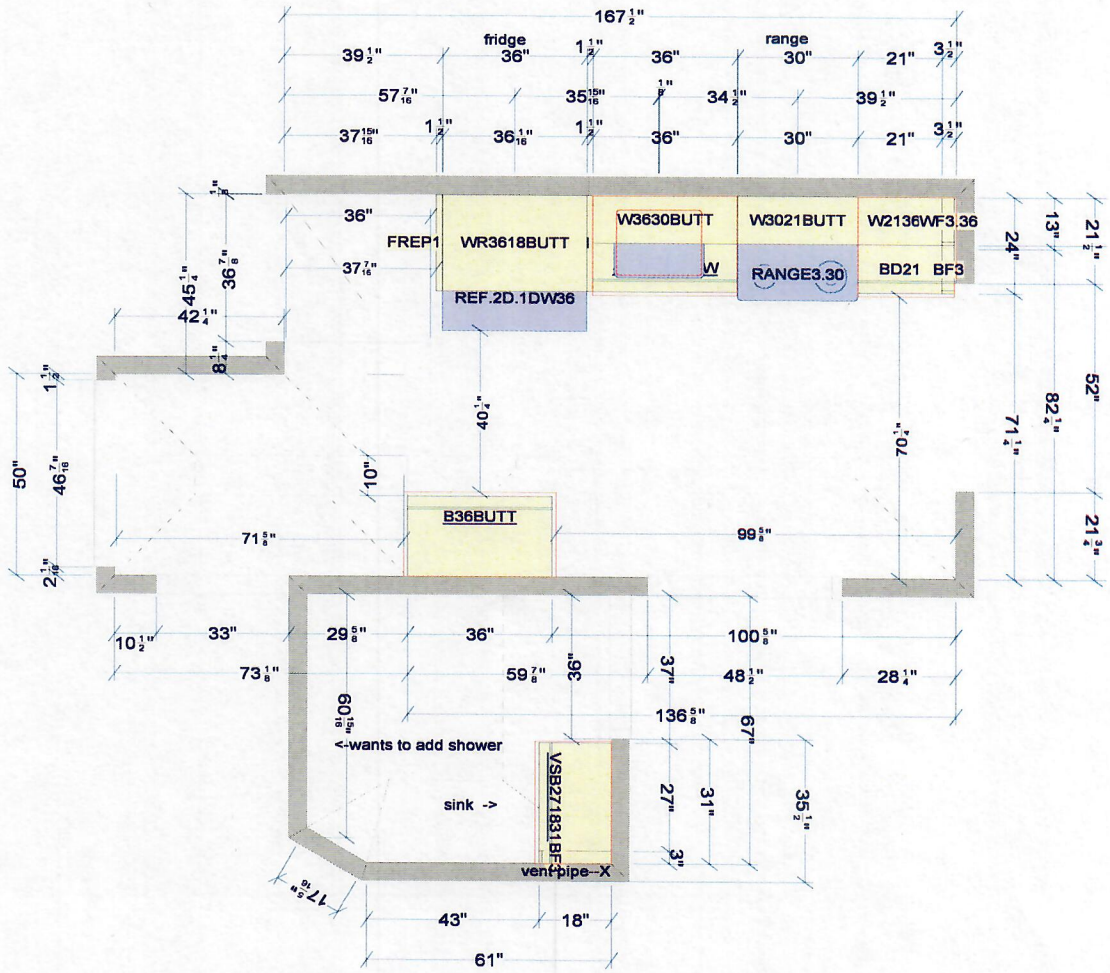 167 1/2"
fridge
range
39 1/2" 36" 1 1/2" 36" 30" 21" 3 1/2"
57 7/16" 35 15/16" 1/8" 34 1/2" 39 1/2"
37 15/16" 1 1/2" 36 1/16" 1 1/2" 36" 30" 21" 3 1/2"
1/8"
36"
FREP1 WR3618BUTT W3630BUTT W3021BUTT W2136WF3.36
37 7/16"
W RANGE3.30 BD21 BF3
REF.2D.1DW36
45 1/4" 36 7/8"
24" 13" 21 1/2"
42 1/4"
8 1/4"
1 1/2"
50" 46 7/16"
2 1/16"
40 1/4"
10"
70 1/4"
71 1/4" 82 1/4" 52"
21 3/4"
B36BUTT
71 5/8" 99 5/8"
10 1/2" 33" 29 5/8" 36" 100 5/8"
73 1/8" 59 7/8" 36" 37" 48 1/2" 28 1/4"
136 5/8"
60 15/16" 67"
<-wants to add shower
sink ->
VSB271831BF3
27" 31" 35 1/2"
3"
vent pipe--X
17 5/16"
43" 18"
61"